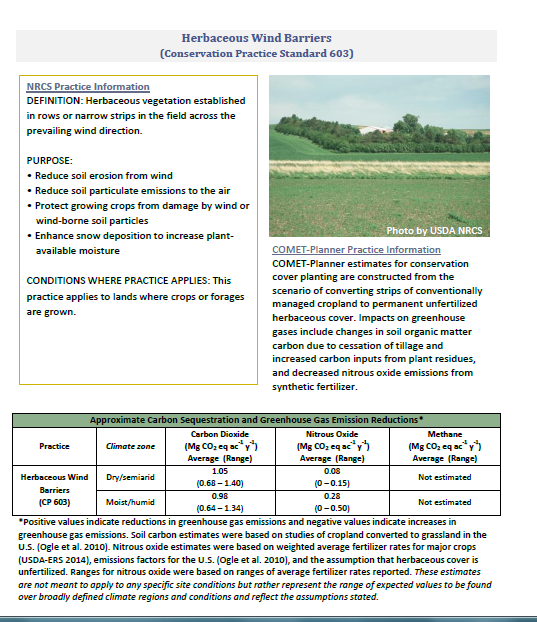 Herbaceous Wind Barriers
(Conservation Practice Standard 603)
NRCS Practice Information
DEFINITION: Herbaceous vegetation established
in rows or narrow strips in the field across the
prevailing wind direction.
PURPOSE:
• Reduce soil erosion from wind
• Reduce soil particulate emissions to the air
• Protect growing crops from damage by wind or
wind-borne soil particles
• Enhance snow deposition to increase plant-
available moisture
CONDITIONS WHERE PRACTICE APPLIES: This
practice applies to lands where crops or forages
are grown.
Photo by USDA NRCS
COMET-Planner Practice Information
COMET-Planner estimates for conservation
cover planting are constructed from the
scenario of converting strips of conventionally
managed cropland to permanent unfertilized
herbaceous cover. Impacts on greenhouse
gases include changes in soil organic matter
carbon due to cessation of tillage and
increased carbon inputs from plant residues,
and decreased nitrous oxide emissions from
synthetic fertilizer.
Approximate Carbon Sequestration and Greenhouse Gas Emission Reductions*
Practice
Climate zone
Carbon Dioxide
(Mg CO₂ eq ac⁻¹ y⁻¹)
Average (Range)
Nitrous Oxide
(Mg CO₂ eq ac⁻¹ y⁻¹)
Average (Range)
Methane
(Mg CO₂ eq ac⁻¹ y⁻¹)
Average (Range)
Herbaceous Wind
Barriers
(CP 603)
Dry/semiarid
1.05
(0.68 – 1.40)
0.08
(0 – 0.15)
Not estimated
Moist/humid
0.98
(0.64 – 1.34)
0.28
(0 – 0.50)
Not estimated
*Positive values indicate reductions in greenhouse gas emissions and negative values indicate increases in
greenhouse gas emissions. Soil carbon estimates were based on studies of cropland converted to grassland in the
U.S. (Ogle et al. 2010). Nitrous oxide estimates were based on weighted average fertilizer rates for major crops
(USDA-ERS 2014), emissions factors for the U.S. (Ogle et al. 2010), and the assumption that herbaceous cover is
unfertilized. Ranges for nitrous oxide were based on ranges of average fertilizer rates reported. These estimates
are not meant to apply to any specific site conditions but rather represent the range of expected values to be found
over broadly defined climate regions and conditions and reflect the assumptions stated.